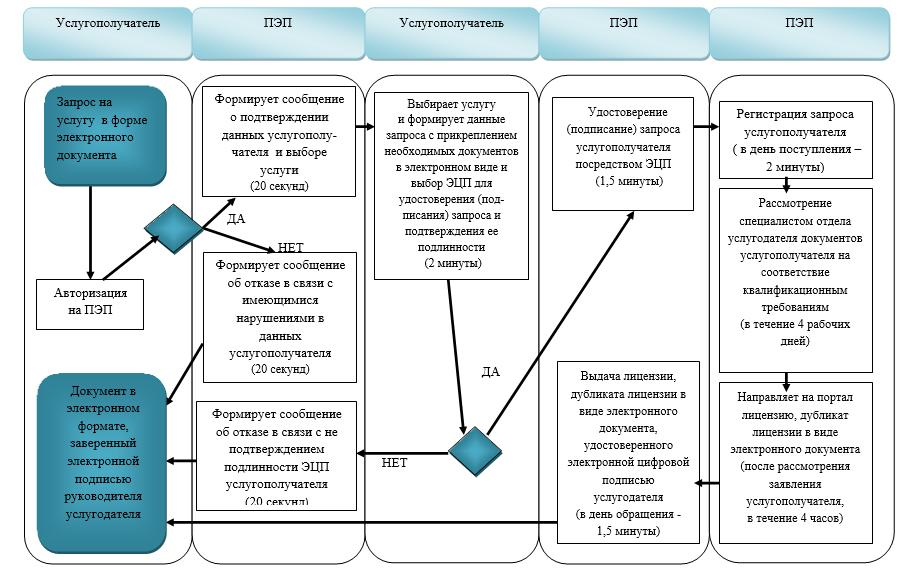 Услугополучатель
ПЭП
Услугополучатель
ПЭП
ПЭП
Запрос на
услугу в форме
электронного
документа
Авторизация
на ПЭП
Документ в
электронном
формате,
заверенный
электронной
подписью
руководителя
услугодателя
Формирует сообщение
о подтверждении
данных услугополу-
чателя и выборе
услуги
(20 секунд)
ДА
НЕТ
Формирует сообщение
об отказе в связи с
имеющимися
нарушениями в
данных
услугополучателя
(20 секунд)
Формирует сообщение
об отказе в связи с не
подтверждением
подлинности ЭЦП
услугополучателя
(20 секунд)
Выбирает услугу
и формирует данные
запроса с прикреплением
необходимых документов
в электронном виде и
выбор ЭЦП для
удостоверения (под-
писания) запроса и
подтверждения ее
подлинности
(2 минуты)
ДА
НЕТ
Удостоверение
(подписание) запроса
услугополучателя
посредством ЭЦП
(1,5 минуты)
Выдача лицензии,
дубликата лицензии в
виде электронного
документа,
удостоверенного
электронной цифровой
подписью
услугодателя
(в день обращения -
1,5 минуты)
Регистрация запроса
услугополучателя
( в день поступления –
2 минуты)
Рассмотрение
специалистом отдела
услугодателя документов
услугополучателя на
соответствие
квалификационным
требованиям
(в течение 4 рабочих
дней)
Направляет на портал
лицензию, дубликат
лицензии в виде
электронного документа
(после рассмотрения
заявления
услугополучателя,
в течение 4 часов)